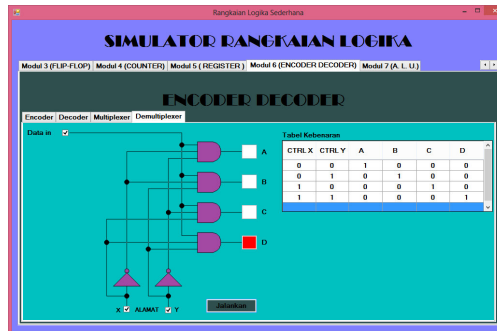 Rangkaian Logika Sederhana
SIMULATOR RANGKAIAN LOGIKA
Modul 3 (FLIP-FLOP) Modul 4 (COUNTER) Modul 5 ( REGISTER ) Modul 6 (ENCODER DECODER) Modul 7 (A. L. U.)
ENCODER DECODER
Encoder Decoder Multiplexer Demultiplexer
Data in
A
B
C
D
X ALAMAT Y
Jalankan
Tabel Kebenaran
CTRL X CTRL Y A B C D
0 0 1 0 0 0
0 1 0 1 0 0
1 0 0 0 1 0
1 1 0 0 0 1